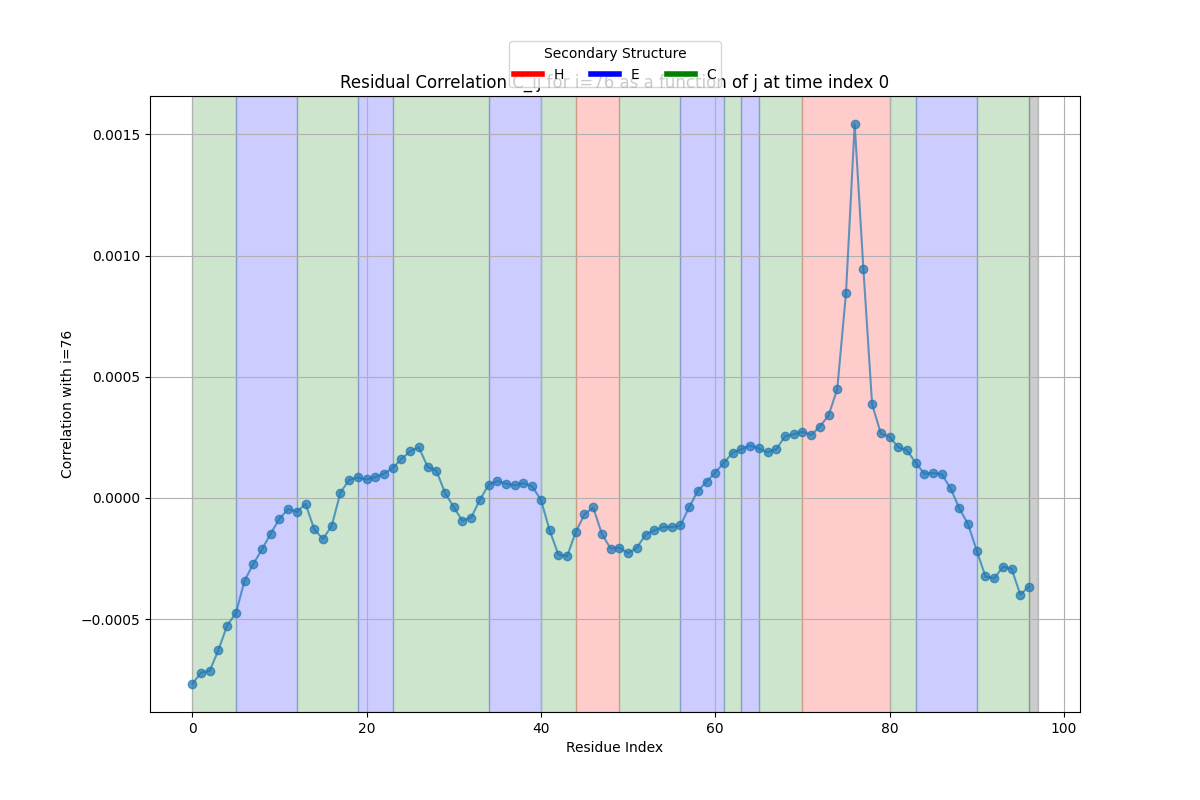 Secondary Structure
H E C
Residual Correlation C_ij for i=76 as a function of j at time index 0
0.0015
0.0010
0.0005
0.0000
−0.0005
Correlation with i=76
0 20 40 60 80 100
Residue Index